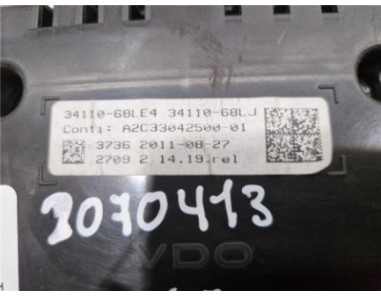 34110-68LE4 34110-68LJ
Conti: A2C33042500-01
3736 2011-08-27
2709 2 14.19.rel
3070413
VDO